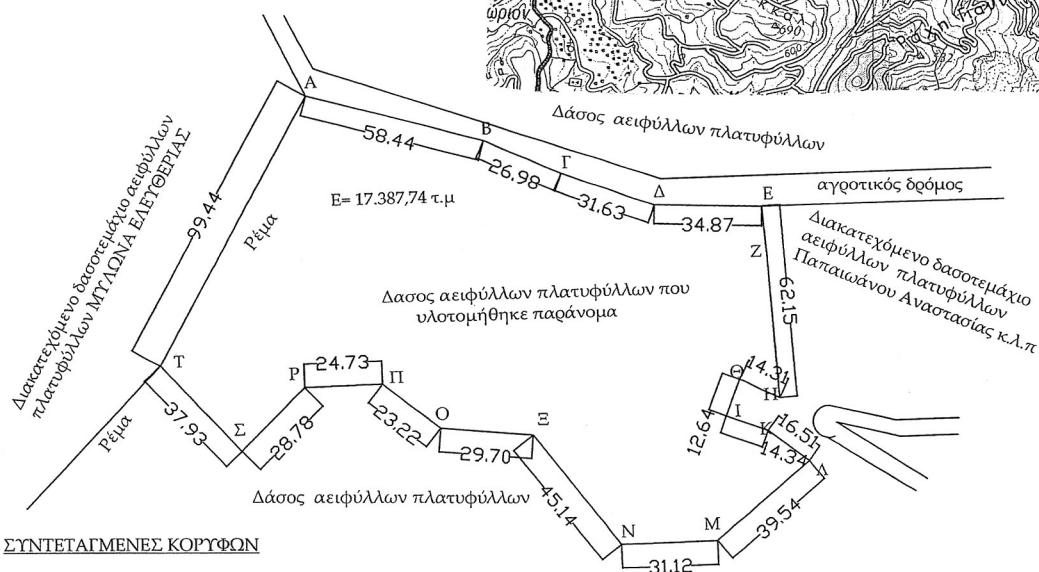 ώριον
690
600
Α
Δάσος αειφύλλων πλατυφύλλων
Β
58.44
Γ
26.98
Δ
Ε
αγροτικός δρόμος
31.63
34.87
Ε= 17.387,74 τ.μ
Διακατεχόμενο δασοτεμάχιο αειφύλλων
πλατυφύλλων ΜΥΛΩΝΑ ΕΛΕΥΘΕΡΙΑΣ
99.44
Ρέμα
Ζ
Διακατεχόμενο δασοτεμάχιο
αειφύλλων πλατυφύλλων
Παπαιωάνου Αναστασίας κ.λ.π
62.15
Δασος αειφύλλων πλατυφύλλων που
υλοτομήθηκε παράνομα
Τ
24.73
Ρ
Π
Θ
14.31
Η
Ι
12.64
Κ
16.51
14.34
Λ
37.93
Ρέμα
Σ
28.78
23.22
Ο
29.70
Ξ
45.14
39.54
Δάσος αειφύλλων πλατυφύλλων
Ν
Μ
31.12
ΣΥΝΤΕΤΑΓΜΕΝΕΣ ΚΟΡΥΦΩΝ